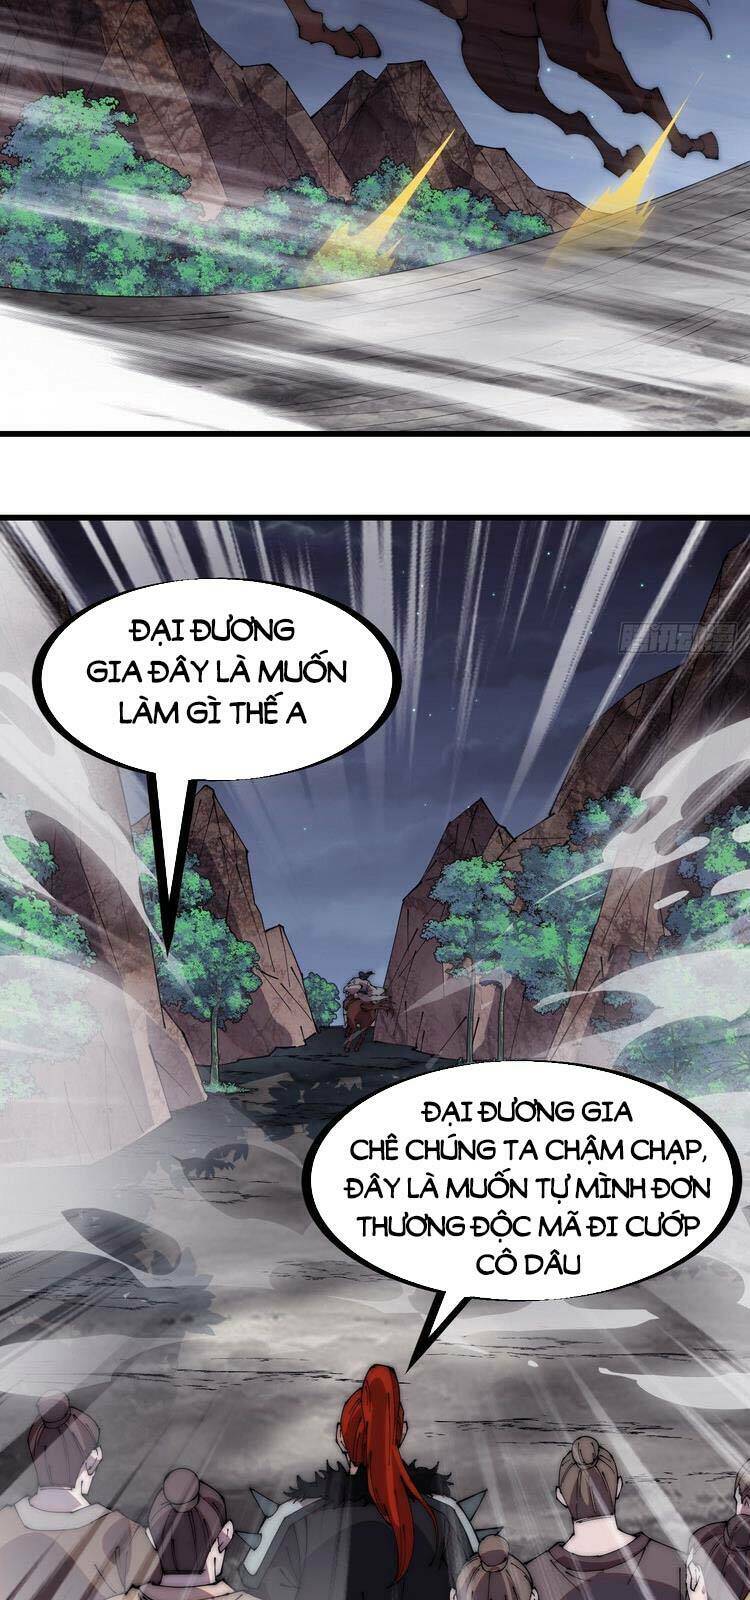 ĐẠI ĐƯƠNG
GIA ĐÂY LÀ MUỐN
LÀM GÌ THẾ A
ĐẠI ĐƯƠNG GIA
CHÊ CHÚNG TA CHẬM CHẠP,
ĐÂY LÀ MUỐN TỰ MÌNH ĐƠN
THƯƠNG ĐỘC MÃ ĐI CƯỚP
CÔ DÂU